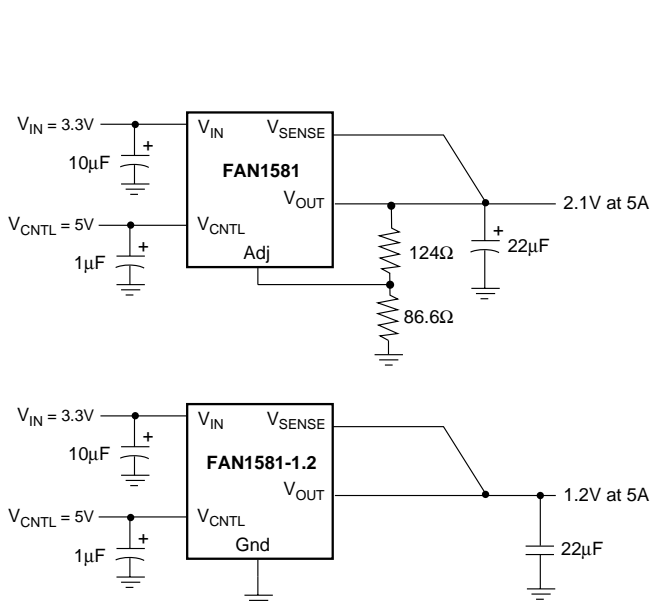 V_IN = 3.3V
V_IN V_SENSE
+
10µF
FAN1581
V_OUT
2.1V at 5A
V_CNTL = 5V
V_CNTL
+
+
124Ω
22µF
1µF
Adj
86.6Ω
V_IN = 3.3V
V_IN V_SENSE
+
10µF
FAN1581-1.2
V_OUT
1.2V at 5A
V_CNTL = 5V
V_CNTL
+
1µF
Gnd
22µF